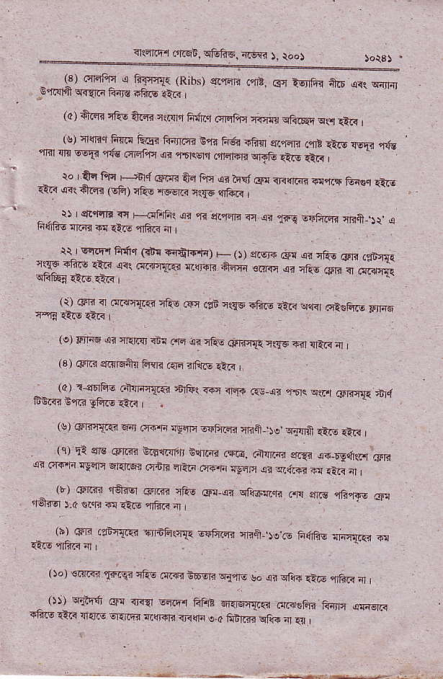 বাংলাদেশ গেজেট, অতিরিক্ত, নভেম্বর ১, ২০০১ ১০২৪১
(৪) সোলপিস এ রিব্‌সসমূহ (Ribs) প্রপেলার পোষ্ট, ব্রেস ইত্যাদির নীচে এবং অন্যান্য
উপযোগী অবস্থানে বিন্যস্ত করিতে হইবে।
(৫) কীলের সহিত হীলের সংযোগ নির্মাণে সোলপিস সবসময় অবিচ্ছেদ অংশ হইবে।
(৬) সাধারণ নিয়মে ছিদ্রের বিন্যাসের উপর নির্ভর করিয়া প্রপেলার পোষ্ট হইতে যতদূর পর্যন্ত
পারা যায় ততদূর পর্যন্ত সোলপিস এর পশ্চাৎভাগ গোলাকার আকৃতি হইতে হইবে।
২০। হীল পিস।—স্টার্ণ ফ্রেমের হীল পিস এর দৈর্ঘ্য ফ্রেম ব্যবধানের কমপক্ষে তিনগুণ হইতে
হইবে এবং কীলের (তলি) সহিত শক্তভাবে সংযুক্ত থাকিবে।
২১। প্রপেলার বস।—মেশিনিং এর পর প্রপেলার বস এর পুরুত্ব তফসিলের সারণী-'১২' এ
নির্ধারিত মানের কম হইতে পারিবে না।
২২। তলদেশ নির্মাণ (বটম কনস্ট্রাকশন)।— (১) প্রত্যেক ফ্রেম এর সহিত ফ্লোর প্লেটসমূহ
সংযুক্ত করিতে হইবে এবং মেঝেসমূহের মধ্যেকার কীলসন ওয়েবস এর সহিত ফ্লোর বা মেঝেসমূহ
অবিচ্ছিন্ন হইতে হইবে।
(২) ফ্লোর বা মেঝেসমূহের সহিত ফেস প্লেট সংযুক্ত করিতে হইবে অথবা সেইগুলিতে ফ্ল্যানজ
সম্পন্ন হইতে হইবে।
(৩) ফ্ল্যানজ এর সাহায্যে বটম শেল এর সহিত ফ্লোরসমূহ সংযুক্ত করা যাইবে না।
(৪) ফ্লোরে প্রয়োজনীয় লিম্বার হোল রাখিতে হইবে।
(৫) স্ব-প্রচালিত নৌযানসমূহের স্টাফিং বকস বাল্ক হেড-এর পশ্চাৎ অংশে ফ্লোরসমূহ স্টার্ণ
টিউবের উপরে তুলিতে হইবে।
(৬) ফ্লোরসমূহের জন্য সেকশন মডুলাস তফসিলের সারণী-'১৩' অনুযায়ী হইতে হইবে।
(৭) দুই প্রান্ত ফ্লোরের উল্লেখযোগ্য উত্থানের ক্ষেত্রে, নৌযানের প্রস্থের এক-চতুর্থাংশে ফ্লোর
এর সেকশন মডুলাস জাহাজের সেন্টার লাইনে সেকশন মডুলাস এর অর্ধেকের কম হইবে না।
(৮) ফ্লোরের গভীরতা ফ্লোরের সহিত ফ্রেম-এর অধিক্রমণের শেষ প্রান্তে পরিপকৃত ফ্রেম
গভীরতা ১.৫ গুণের কম হইতে পারিবে না।
(৯) ফ্লোর প্লেটসমূহের স্ক্যান্টলিংসমূহ তফসিলের সারণী-'১৩'তে নির্ধারিত মানসমূহের কম
হইতে পারিবে না।
(১০) ওয়েবের পুরুত্বের সহিত মেঝের উচ্চতার অনুপাত ৬০ এর অধিক হইতে পারিবে না।
(১১) অনুদৈর্ঘ্য ফ্রেম ব্যবস্থা তলদেশ বিশিষ্ট জাহাজসমূহের মেঝেগুলির বিন্যাস এমনভাবে
করিতে হইবে যাহাতে তাহাদের মধ্যেকার ব্যবধান ৩-৫ মিটারের অধিক না হয়।